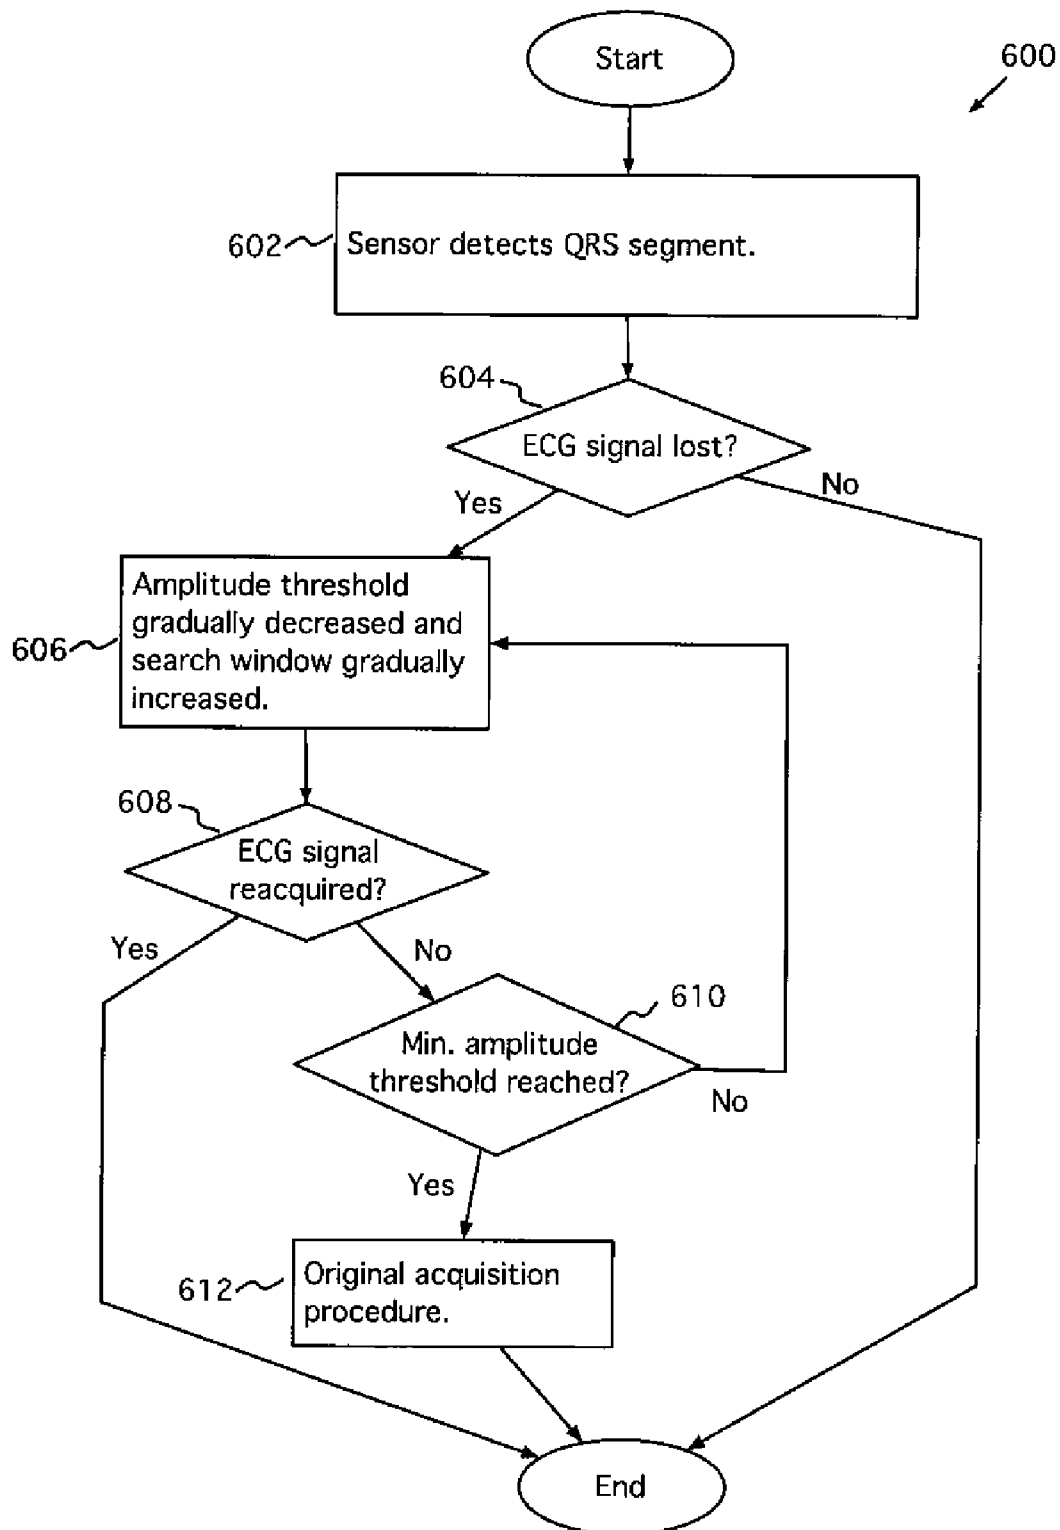 Start
600
602
Sensor detects QRS segment.
604
ECG signal lost?
Yes
No
Amplitude threshold
gradually decreased and
search window gradually
increased.
606
608
ECG signal
reacquired?
Yes
No
610
Min. amplitude
threshold reached?
No
Yes
612
Original acquisition
procedure.
End